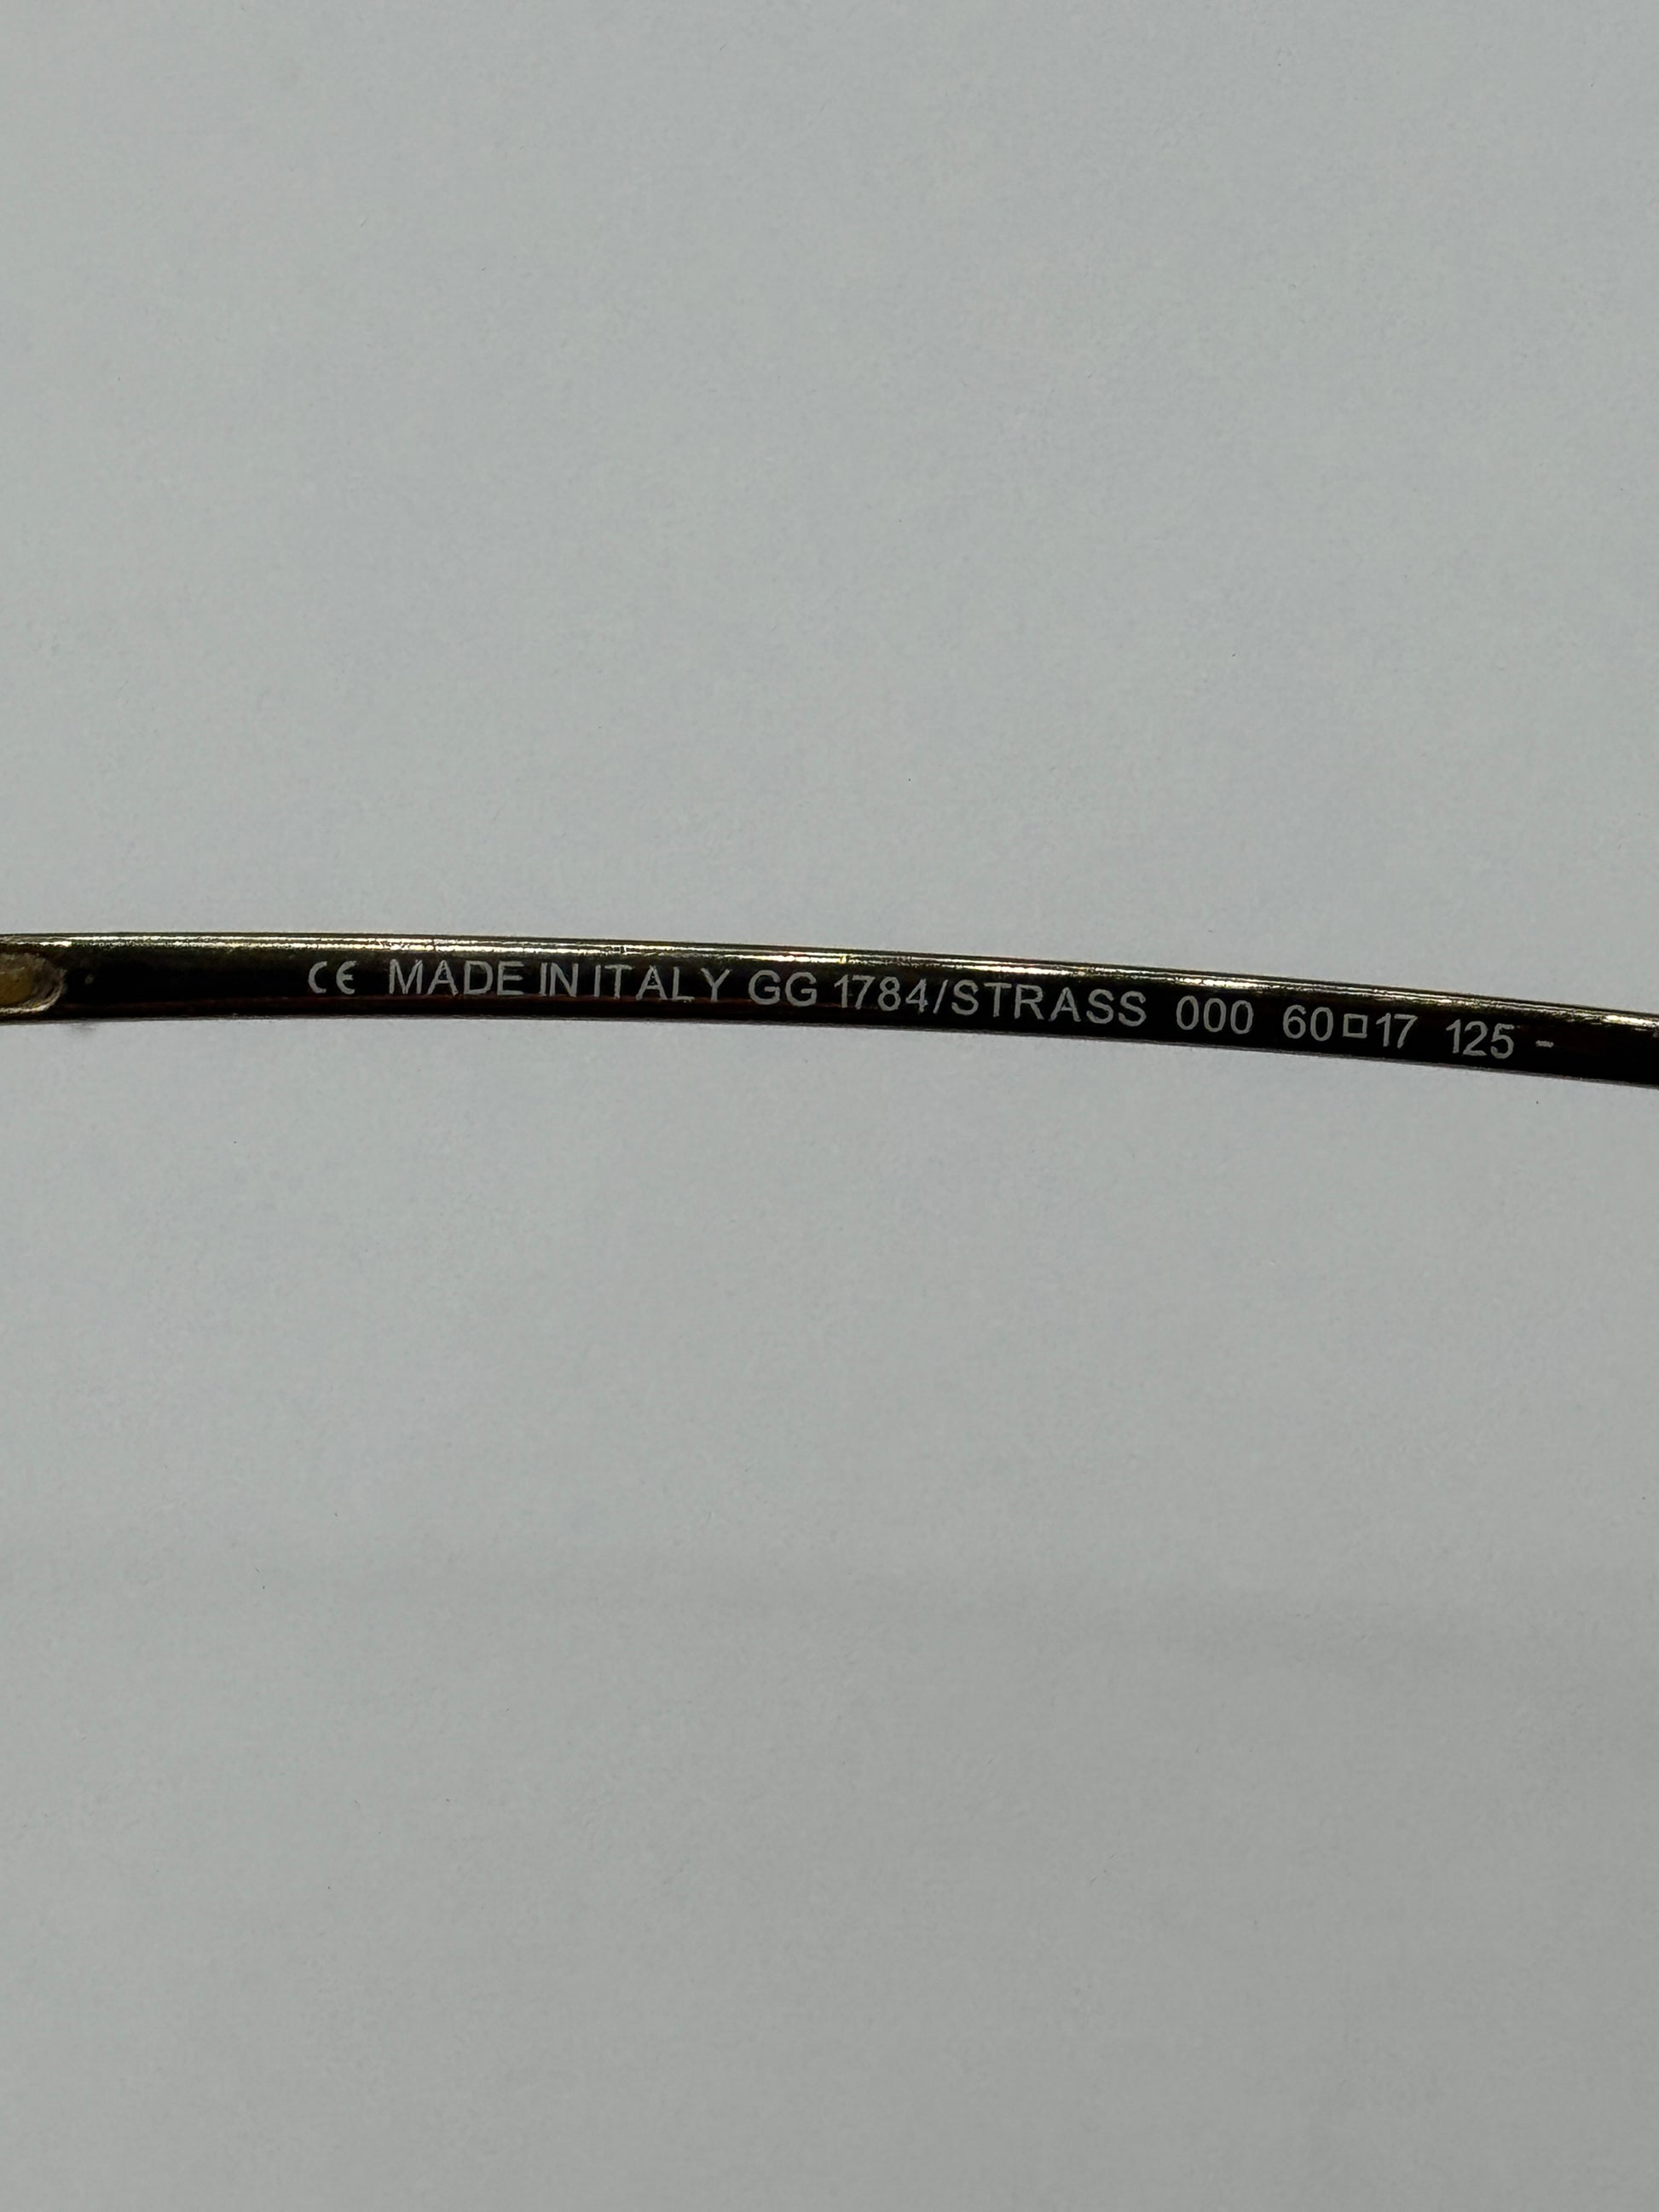 CE MADE IN ITALY GG 1784/STRASS 000 60□17 125 -